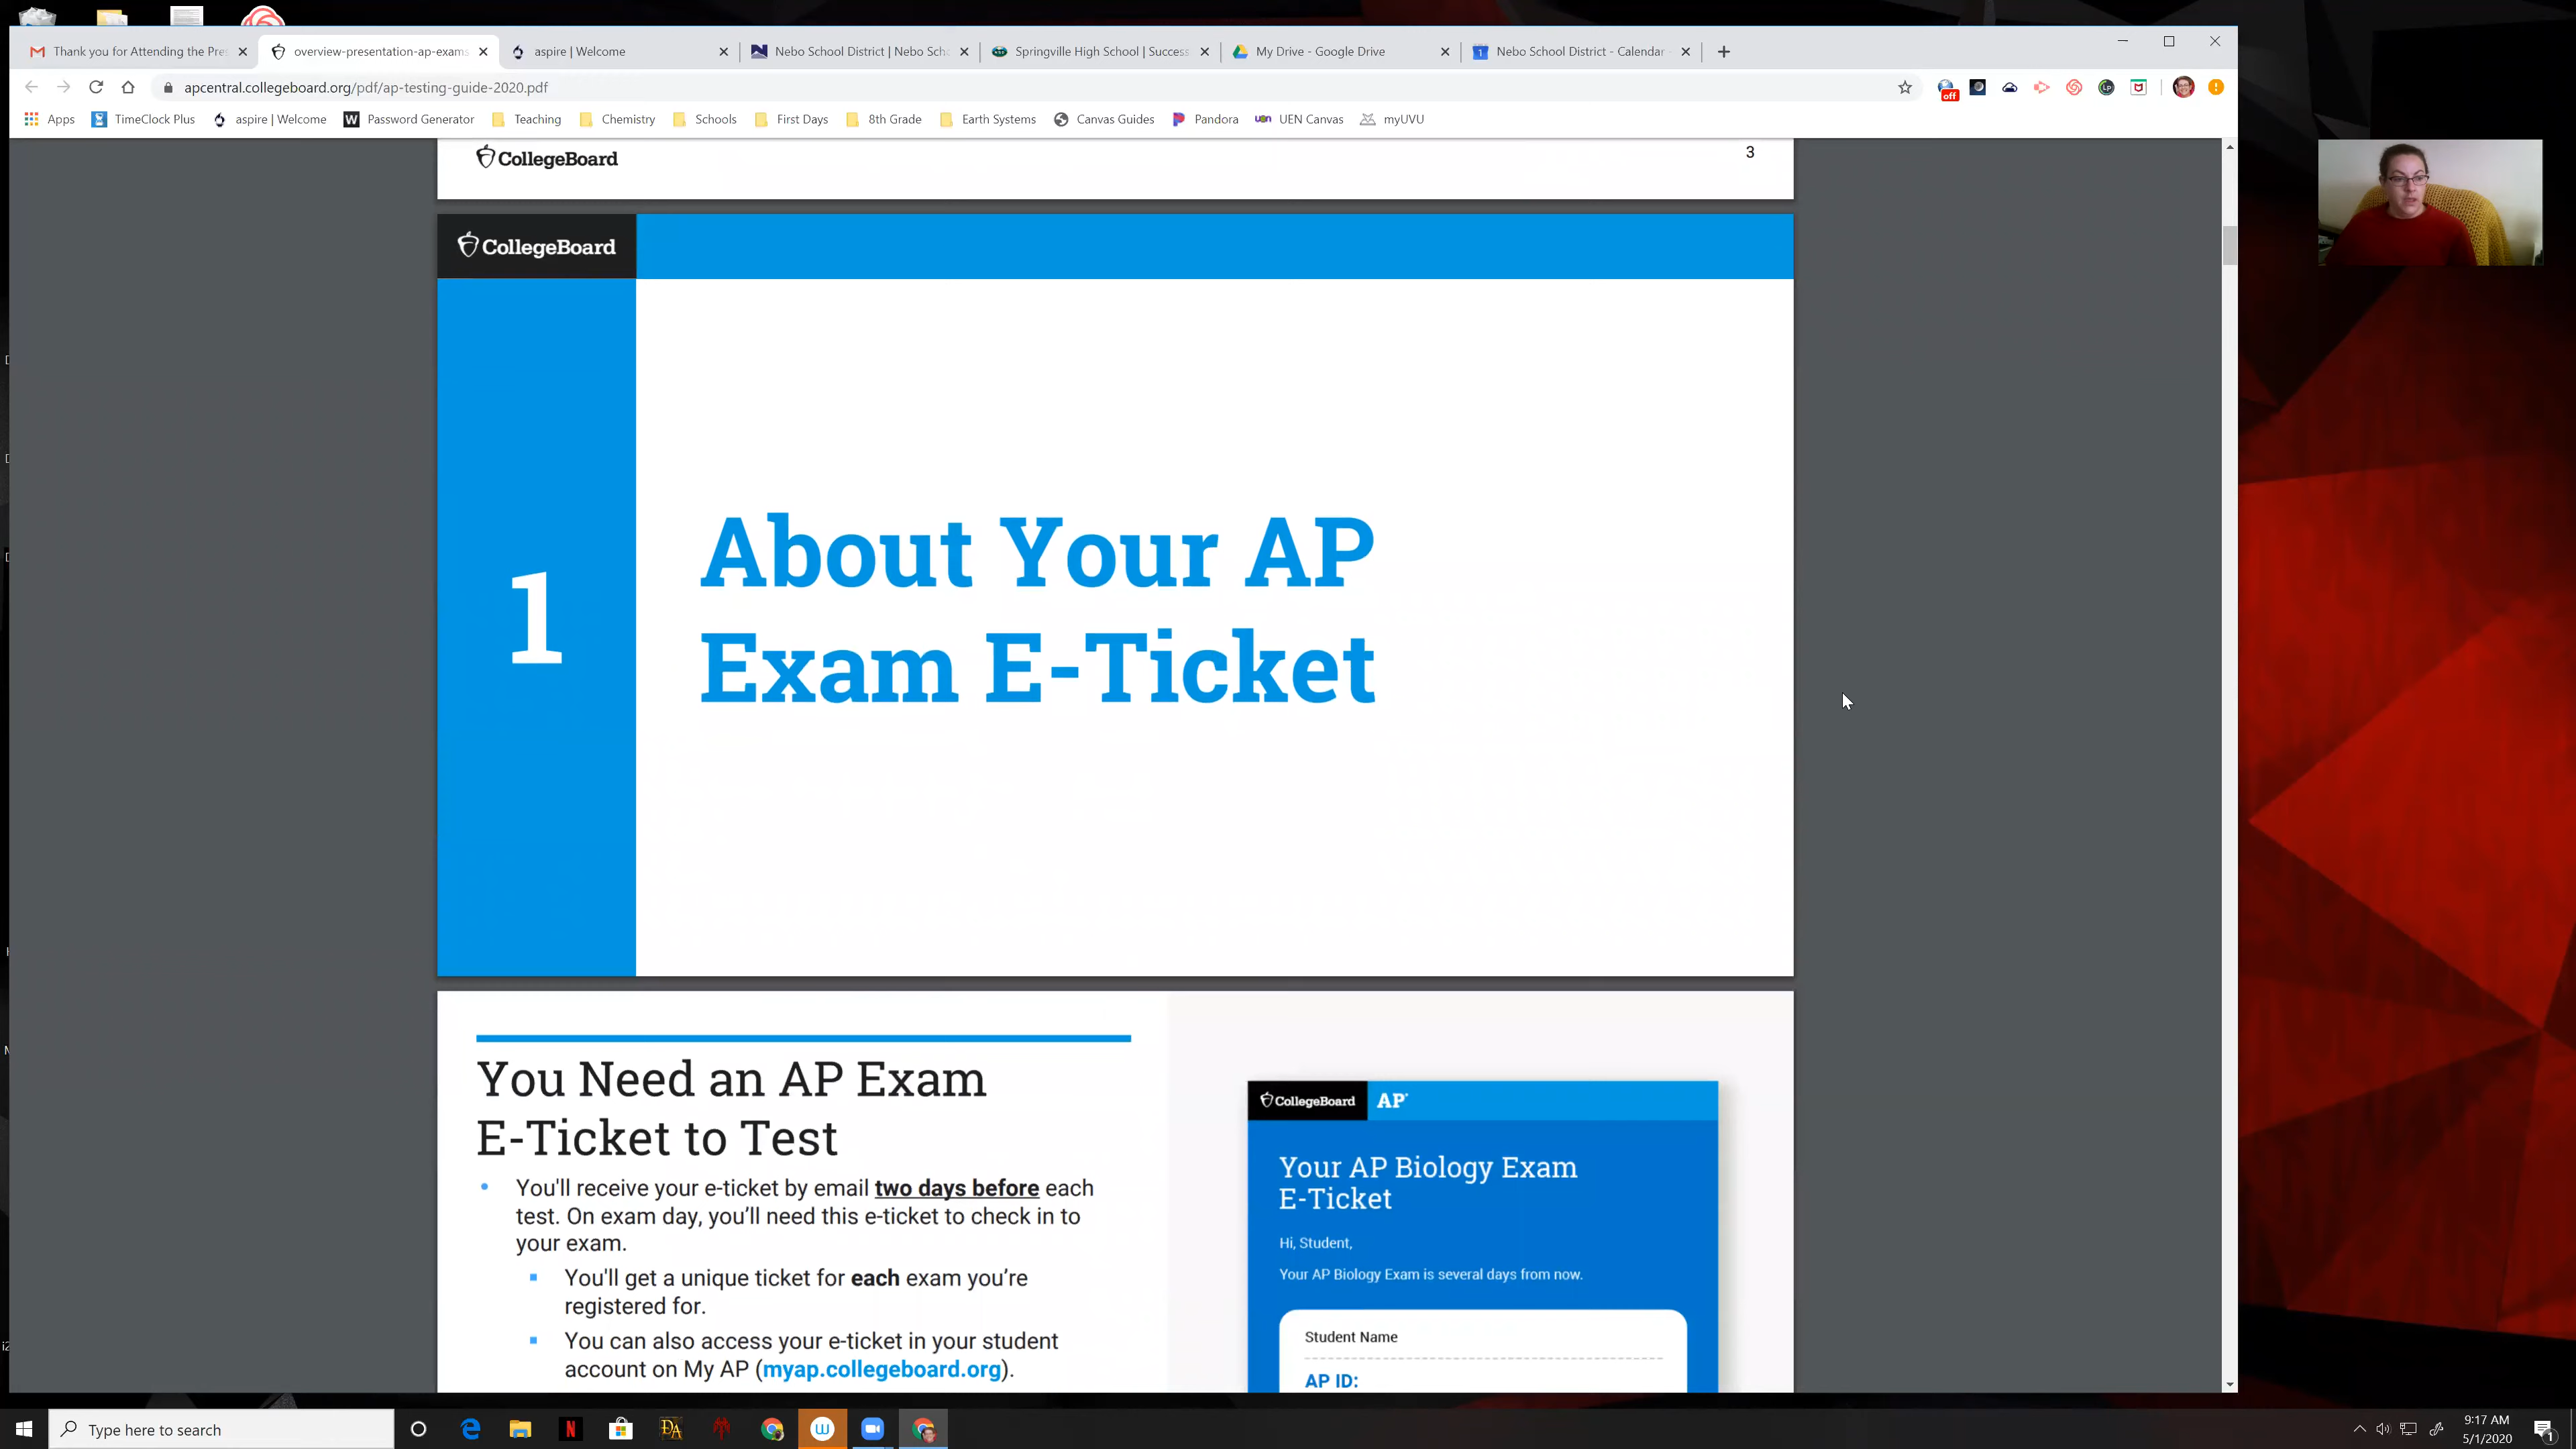 Thank you for Attending the Pres
overview-presentation-ap-exams
aspire | Welcome
Nebo School District | Nebo Scho
Springville High School | Success
My Drive - Google Drive
Nebo School District - Calendar -
apcentral.collegeboard.org/pdf/ap-testing-guide-2020.pdf
off
Apps
TimeClock Plus
aspire | Welcome
Password Generator
Teaching
Chemistry
Schools
First Days
8th Grade
Earth Systems
Canvas Guides
Pandora
UEN Canvas
myUVU
CollegeBoard
3
CollegeBoard
1
About Your AP
Exam E-Ticket
You Need an AP Exam
E-Ticket to Test
• You'll receive your e-ticket by email two days before each
test. On exam day, you’ll need this e-ticket to check in to
your exam.
▪ You'll get a unique ticket for each exam you’re
registered for.
▪ You can also access your e-ticket in your student
account on My AP (myap.collegeboard.org).
CollegeBoard AP
Your AP Biology Exam
E-Ticket
Hi, Student,
Your AP Biology Exam is several days from now.
Student Name
AP ID:
Type here to search
9:17 AM
5/1/2020
1